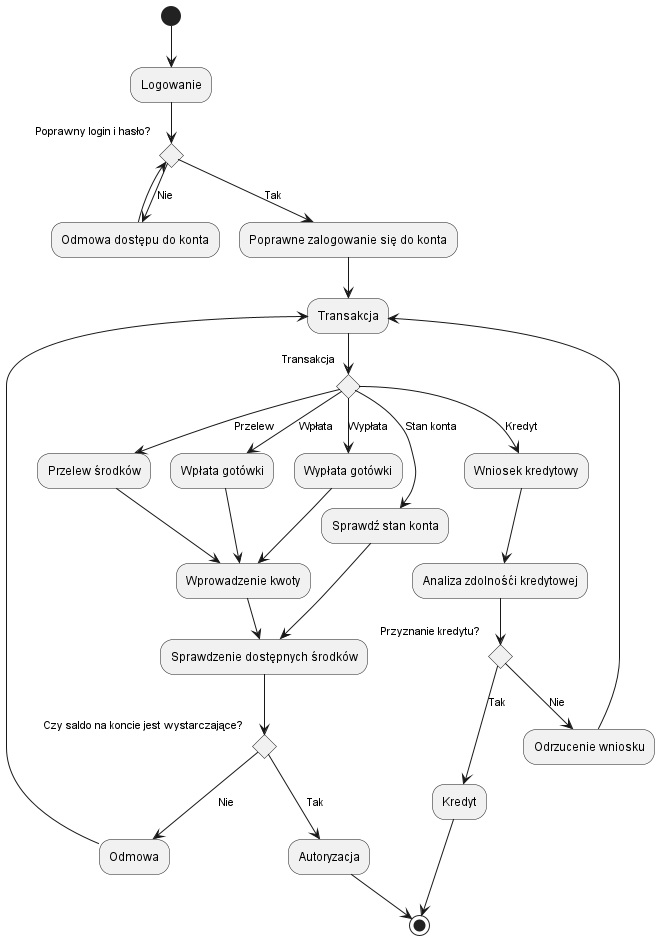 Logowanie
Poprawny login i hasło?
Nie
Tak
Odmowa dostępu do konta
Poprawne zalogowanie się do konta
Transakcja
Transakcja
Przelew
Wpłata
Wypłata
Stan konta
Kredyt
Przelew środków
Wpłata gotówki
Wypłata gotówki
Wniosek kredytowy
Sprawdź stan konta
Wprowadzenie kwoty
Analiza zdolnośći kredytowej
Przyznanie kredytu?
Sprawdzenie dostępnych środków
Tak
Nie
Czy saldo na koncie jest wystarczające?
Odrzucenie wniosku
Nie
Tak
Kredyt
Odmowa
Autoryzacja